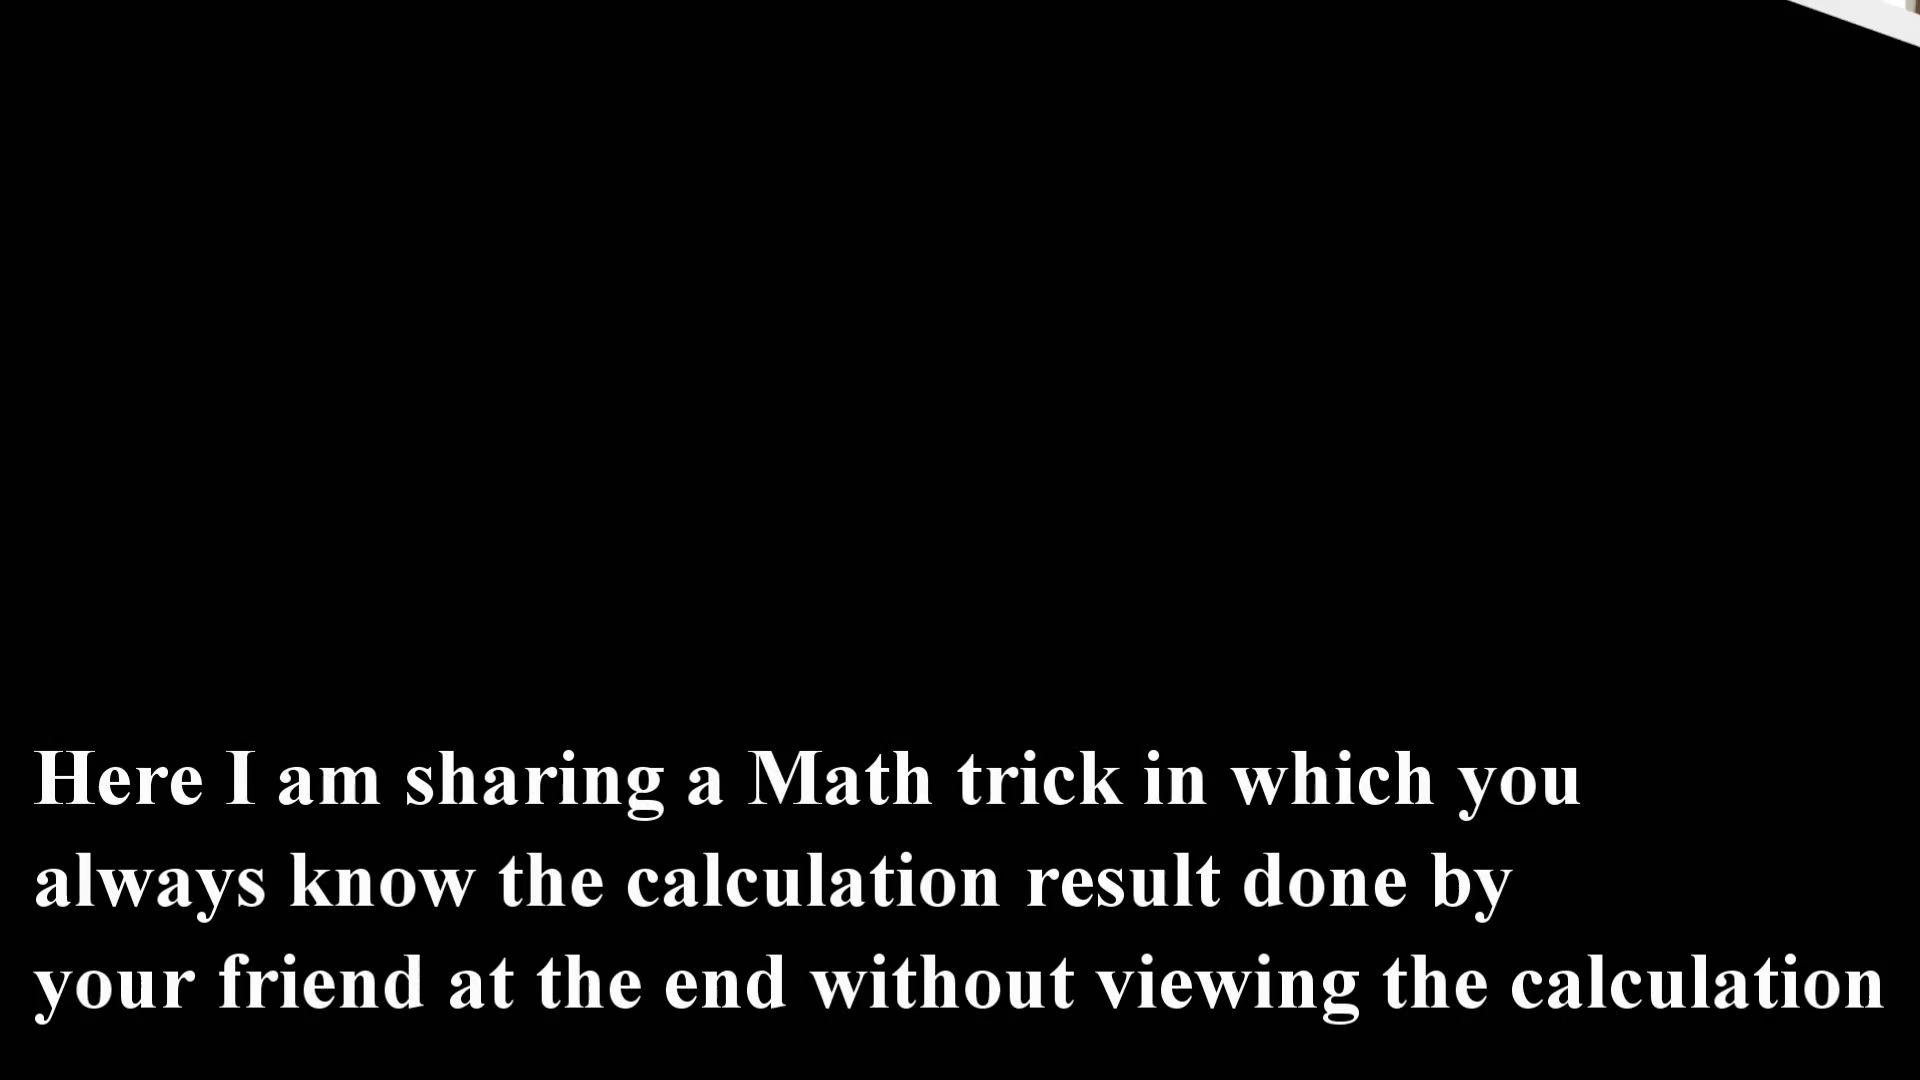 Here I am sharing a Math trick in which you
always know the calculation result done by
your friend at the end without viewing the calculation